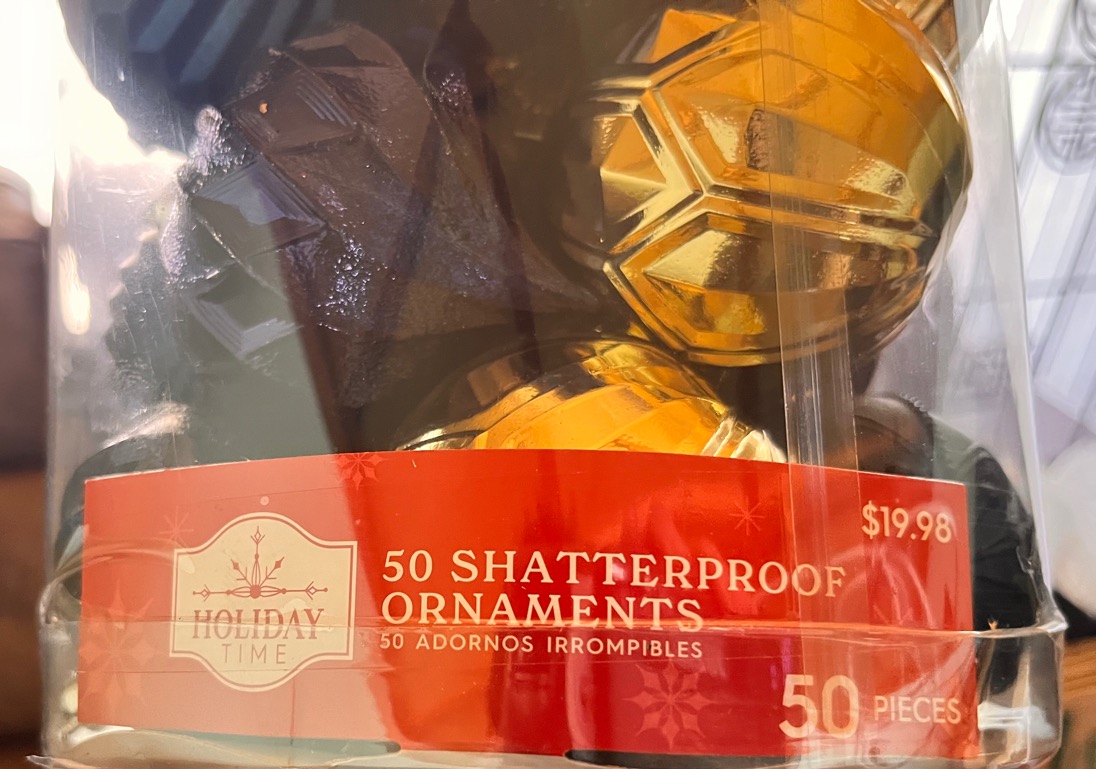 $19.98
HOLIDAY
TIME
50 SHATTERPROOF
ORNAMENTS
50 ADORNOS IRROMPIBLES
50 PIECES